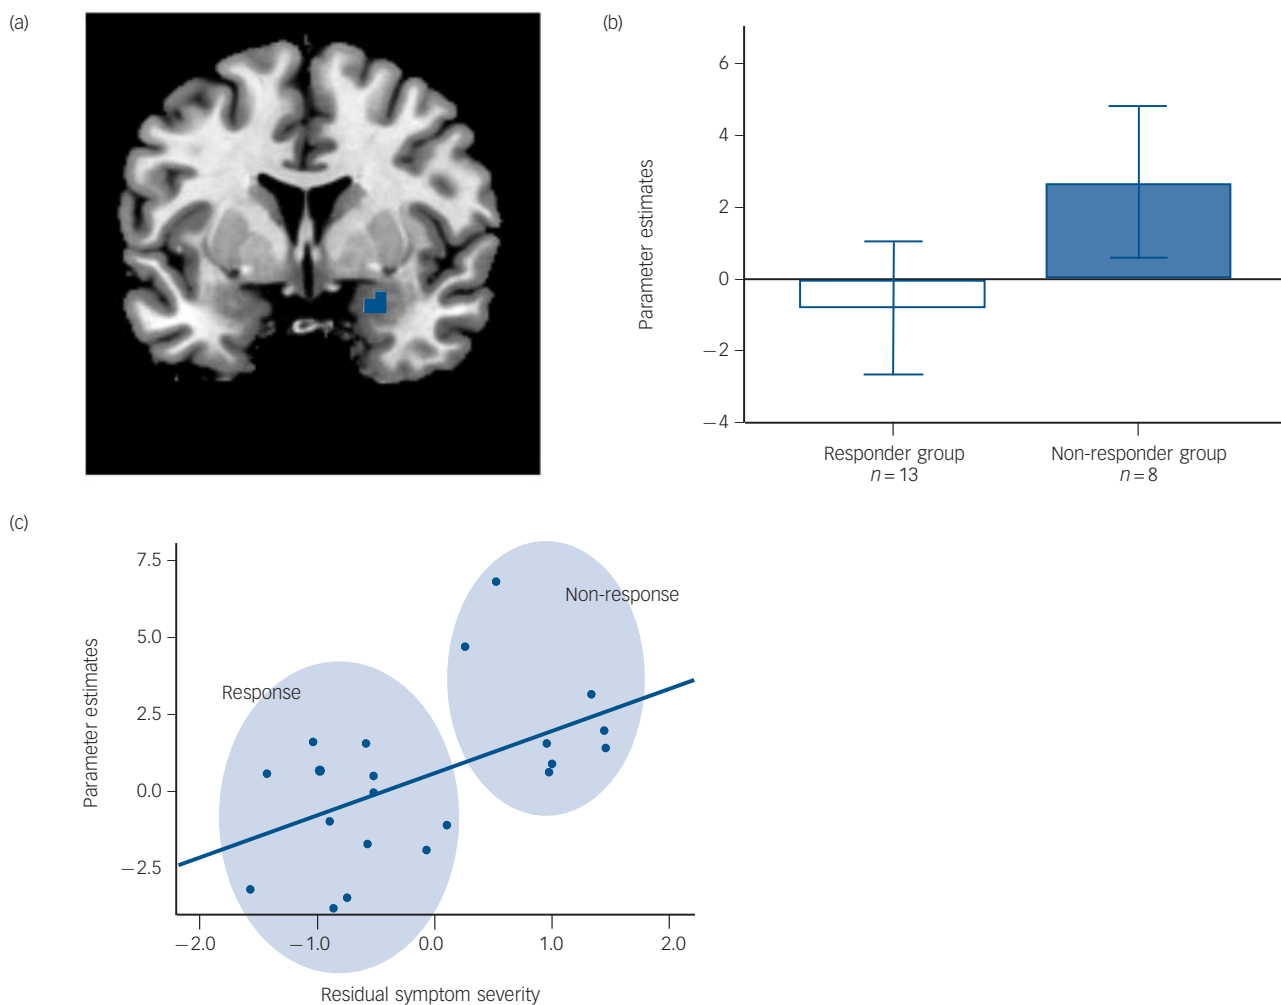 (a)
(b)
6
4
2
0
−2
−4
Parameter estimates
Responder group
n=13
Non-responder group
n=8
(c)
7.5
5.0
2.5
0.0
−2.5
Parameter estimates
Non-response
Response
−2.0
−1.0
0.0
1.0
2.0
Residual symptom severity